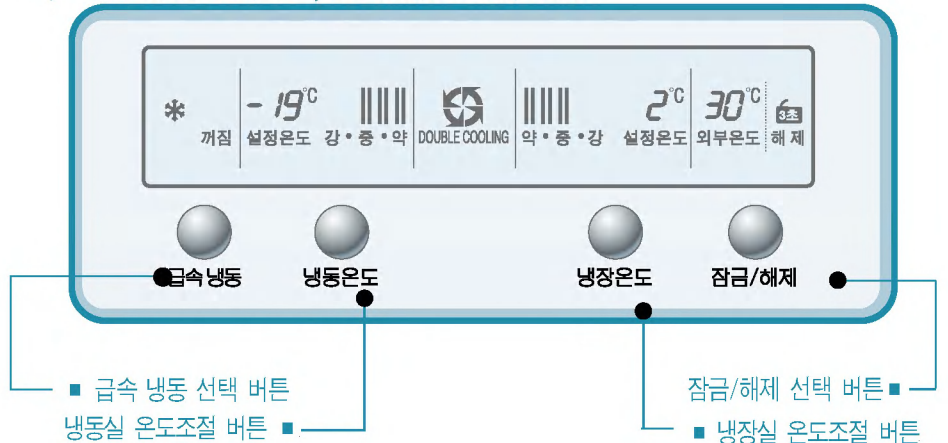 -19°C 2°C 30°C 3초
꺼짐 설정온도 강•중•약 DOUBLE COOLING 약•중•강 설정온도 외부온도 해제
급속 냉동 냉동온도 냉장온도 잠금/해제
■ 급속 냉동 선택 버튼 잠금/해제 선택 버튼 ■
냉동실 온도조절 버튼 ■ ■ 냉장실 온도조절 버튼